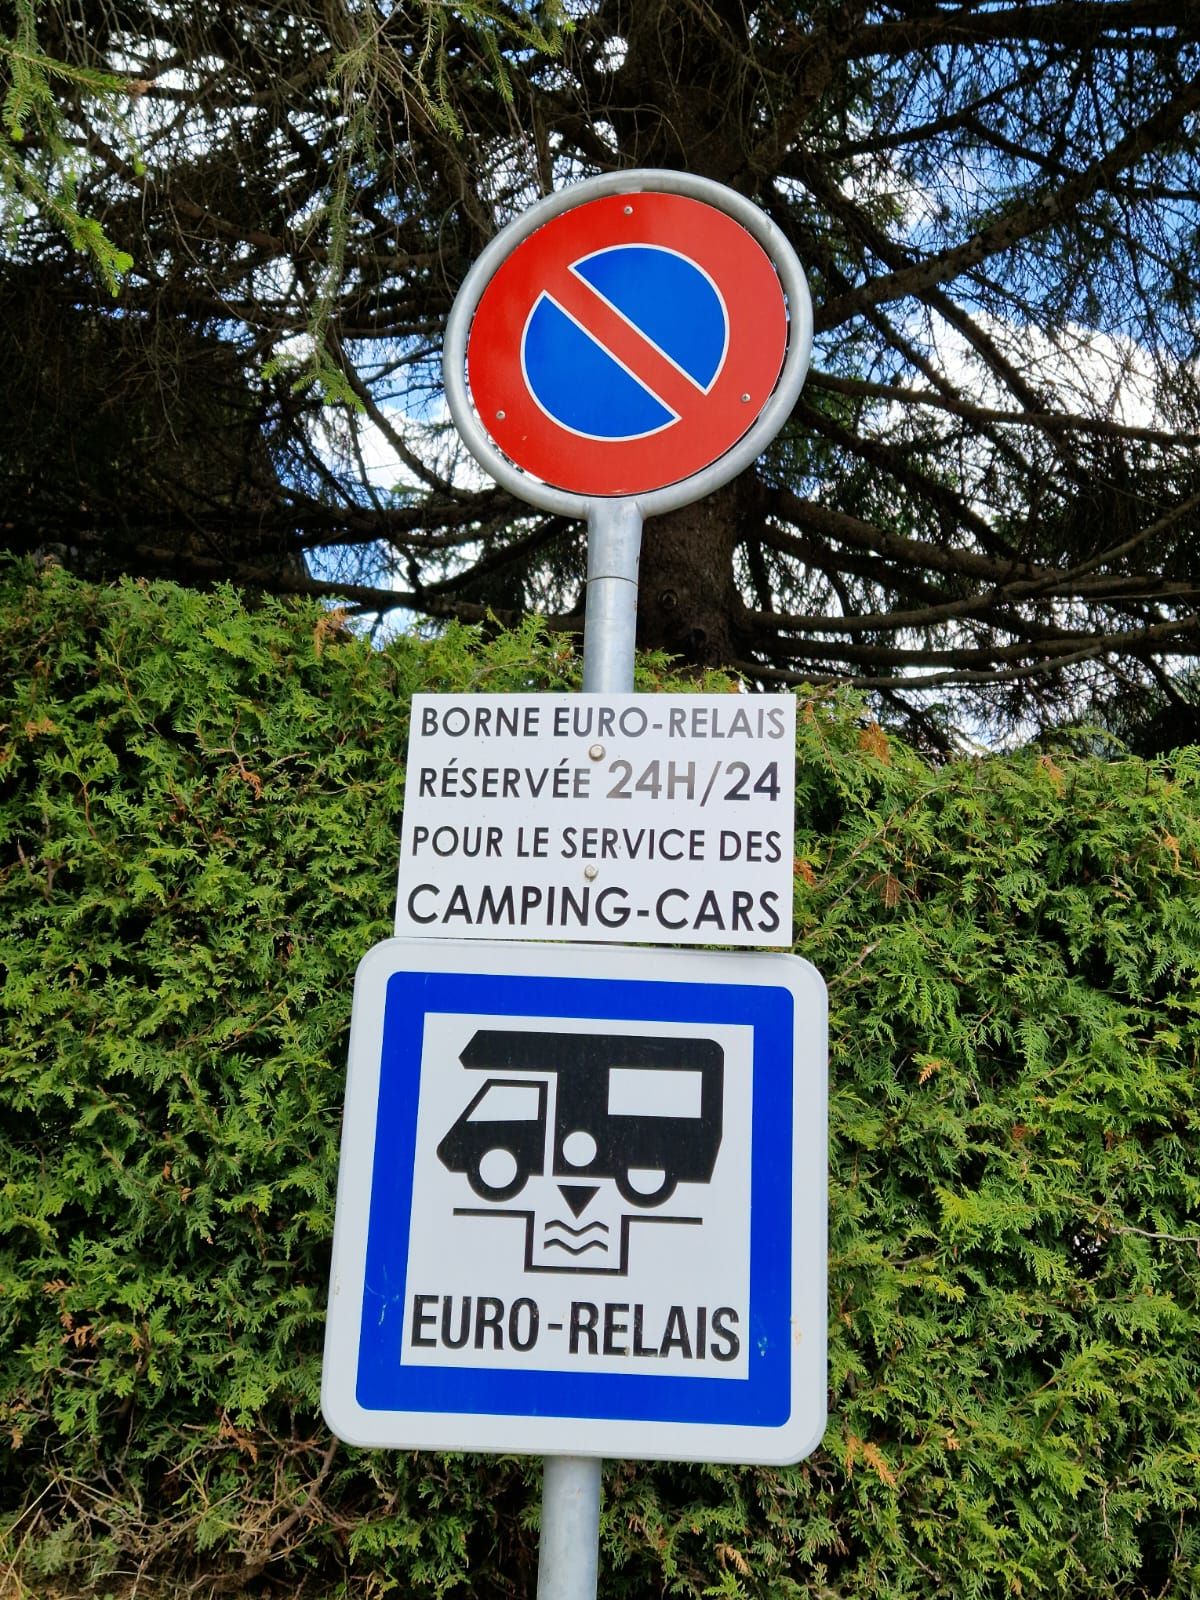 BORNE EURO-RELAIS
RÉSERVÉE 24H/24
POUR LE SERVICE DES
CAMPING-CARS
EURO-RELAIS